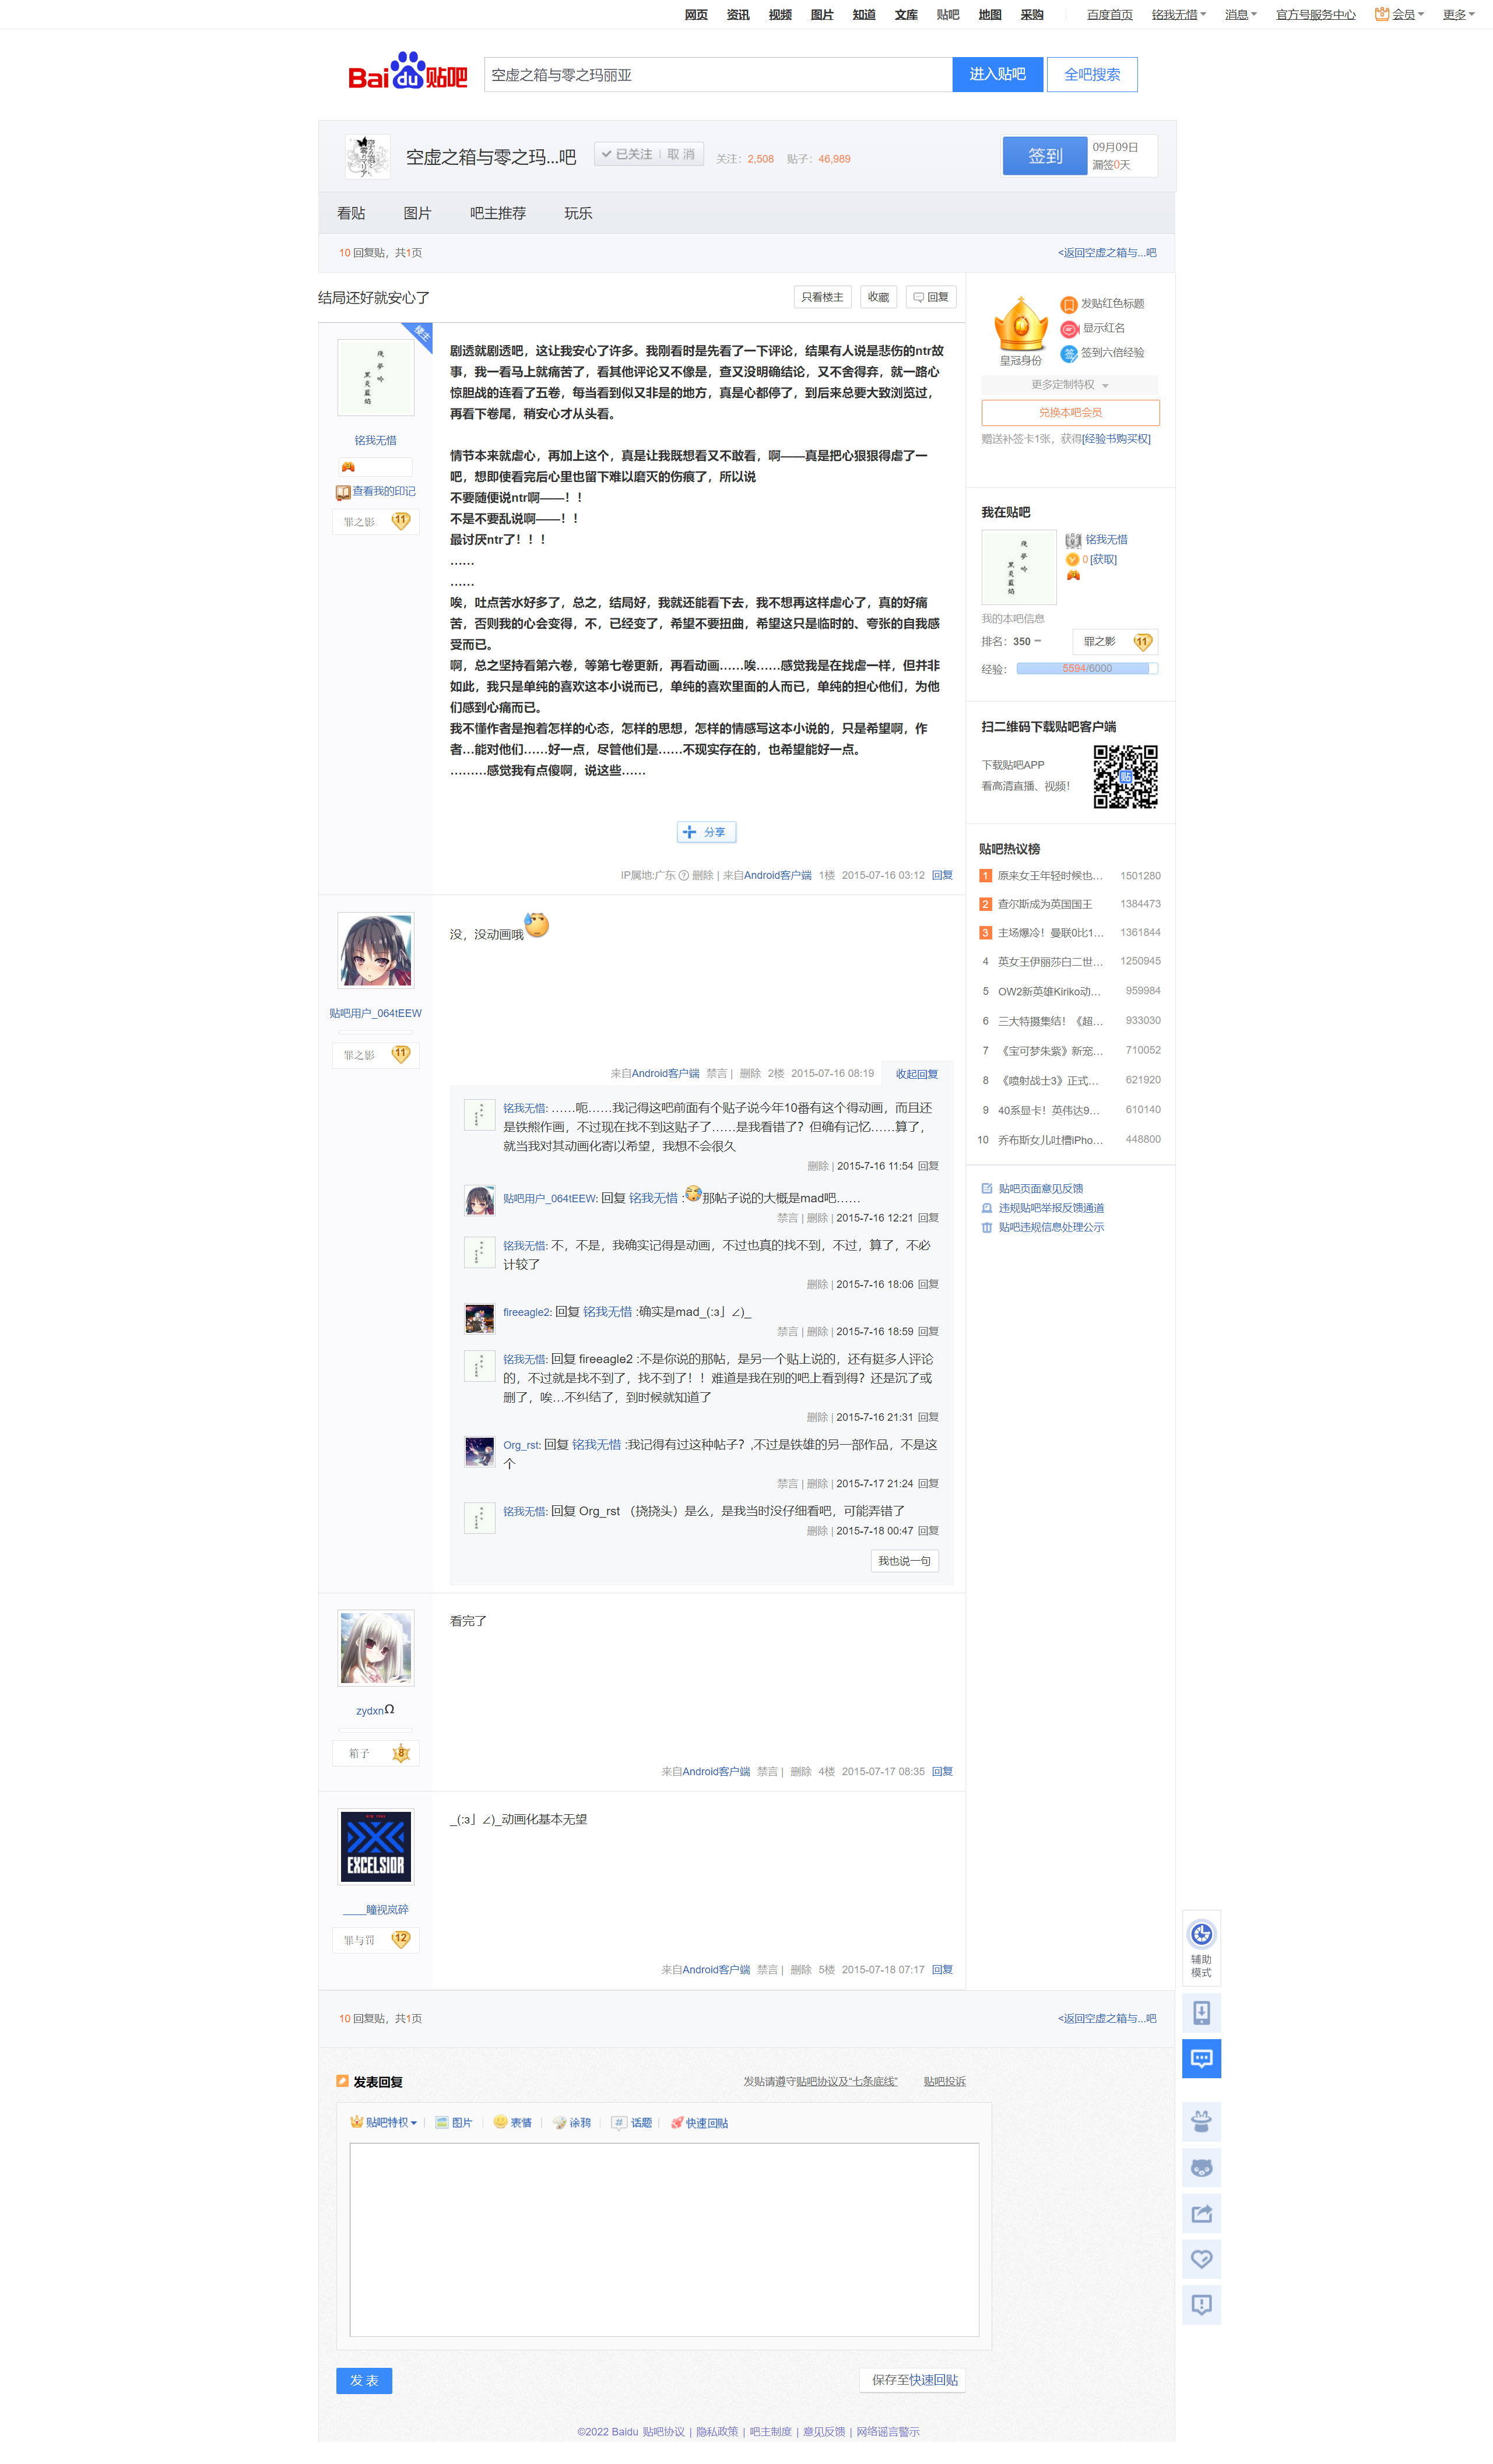 网页 资讯 视频 图片 知道 文库 贴吧 地图 采购 百度首页 铭我无惜 消息 官方号服务中心 会员 更多
Bai du 贴吧 空虚之箱与零之玛丽亚 进入贴吧 全吧搜索
空虚之箱与零之玛...吧 已关注 取消 关注：2,508 贴子：46,989 签到 09月09日
漏签0天
看贴 图片 吧主推荐 玩乐
10 回复贴，共1页 <返回空虚之箱与...吧
结局还好就安心了 只看楼主 收藏 回复
楼主
铭我无惜
查看我的印记
罪之影 11
剧透就剧透吧，这让我安心了许多。我刚看时是先看了一下评论，结果有人说是悲伤的ntr故
事，我一看马上就痛苦了，看其他评论又不像是，查又没明确结论，又不舍得弃，就一路心
惊胆战的连看了五卷，每当看到似又非是的地方，真是心都停了，到后来总要大致浏览过，
再看下卷尾，稍安心才从头看。
情节本来就虐心，再加上这个，真是让我既想看又不敢看，啊——真是把心狠狠得虐了一
吧，想即使看完后心里也留下难以磨灭的伤痕了，所以说
不要随便说ntr啊——！！
不是不要乱说啊——！！
最讨厌ntr了！！！
……
……
唉，吐点苦水好多了，总之，结局好，我就还能看下去，我不想再这样虐心了，真的好痛
苦，否则我的心会变得，不，已经变了，希望不要扭曲，希望这只是临时的、夸张的自我感
受而已。
啊，总之坚持看第六卷，等第七卷更新，再看动画……唉……感觉我是在找虐一样，但并非
如此，我只是单纯的喜欢这本小说而已，单纯的喜欢里面的人而已，单纯的担心他们，为他
们感到心痛而已。
我不懂作者是抱着怎样的心态，怎样的思想，怎样的情感写这本小说的，只是希望啊，作
者…能对他们……好一点，尽管他们是……不现实存在的，也希望能好一点。
………感觉我有点傻啊，说这些……
分享
IP属地:广东 删除 | 来自Android客户端 1楼 2015-07-16 03:12 回复
贴吧用户_064tEEW
罪之影 11
没，没动画哦
来自Android客户端 禁言 | 删除 2楼 2015-07-16 08:19 收起回复
铭我无惜: ……呃……我记得这吧前面有个贴子说今年10番有这个得动画，而且还
是铁熊作画，不过现在找不到这贴子了……是我看错了？但确有记忆……算了，
就当我对其动画化寄以希望，我想不会很久
删除 | 2015-7-16 11:54 回复
贴吧用户_064tEEW: 回复 铭我无惜 :那帖子说的大概是mad吧……
禁言 | 删除 | 2015-7-16 12:21 回复
铭我无惜: 不，不是，我确实记得是动画，不过也真的找不到，不过，算了，不必
计较了
删除 | 2015-7-16 18:06 回复
fireeagle2: 回复 铭我无惜 :确实是mad_(:з」∠)_
禁言 | 删除 | 2015-7-16 18:59 回复
铭我无惜: 回复 fireeagle2 :不是你说的那帖，是另一个贴上说的，还有挺多人评论
的，不过就是找不到了，找不到了！！难道是我在别的吧上看到得？还是沉了或
删了，唉…不纠结了，到时候就知道了
删除 | 2015-7-16 21:31 回复
Org_rst: 回复 铭我无惜 :我记得有过这种帖子？,不过是铁雄的另一部作品，不是这
个
禁言 | 删除 | 2015-7-17 21:24 回复
铭我无惜: 回复 Org_rst （挠挠头）是么，是我当时没仔细看吧，可能弄错了
删除 | 2015-7-18 00:47 回复
我也说一句
zydxnΩ
箱子 8
看完了
来自Android客户端 禁言 | 删除 4楼 2015-07-17 08:35 回复
EXCELSIOR
____瞳视岚碎
罪与罚 12
_(:з」∠)_动画化基本无望
来自Android客户端 禁言 | 删除 5楼 2015-07-18 07:17 回复
皇冠身份
发贴红色标题
显示红名
签 签到六倍经验
更多定制特权
兑换本吧会员
赠送补签卡1张，获得[经验书购买权]
我在贴吧
铭我无惜
0 [获取]
我的本吧信息
排名：350 罪之影 11
经验： 5594/6000
扫二维码下载贴吧客户端
下载贴吧APP
看高清直播、视频！
贴
贴吧热议榜
1 原来女王年轻时候也... 1501280
2 查尔斯成为英国国王 1384473
3 主场爆冷！曼联0比1... 1361844
4 英女王伊丽莎白二世... 1250945
5 OW2新英雄Kiriko动... 959984
6 三大特摄集结！《超... 933030
7 《宝可梦朱紫》新宠... 710052
8 《喷射战士3》正式... 621920
9 40系显卡！英伟达9... 610140
10 乔布斯女儿吐槽iPho... 448800
贴吧页面意见反馈
违规贴吧举报反馈通道
贴吧违规信息处理公示
辅助
模式
10 回复贴，共1页 <返回空虚之箱与...吧
发表回复 发贴请遵守贴吧协议及“七条底线” 贴吧投诉
贴吧特权 图片 表情 涂鸦 # 话题 快速回贴
发表 保存至快速回贴
©2022 Baidu 贴吧协议 | 隐私政策 | 吧主制度 | 意见反馈 | 网络谣言警示